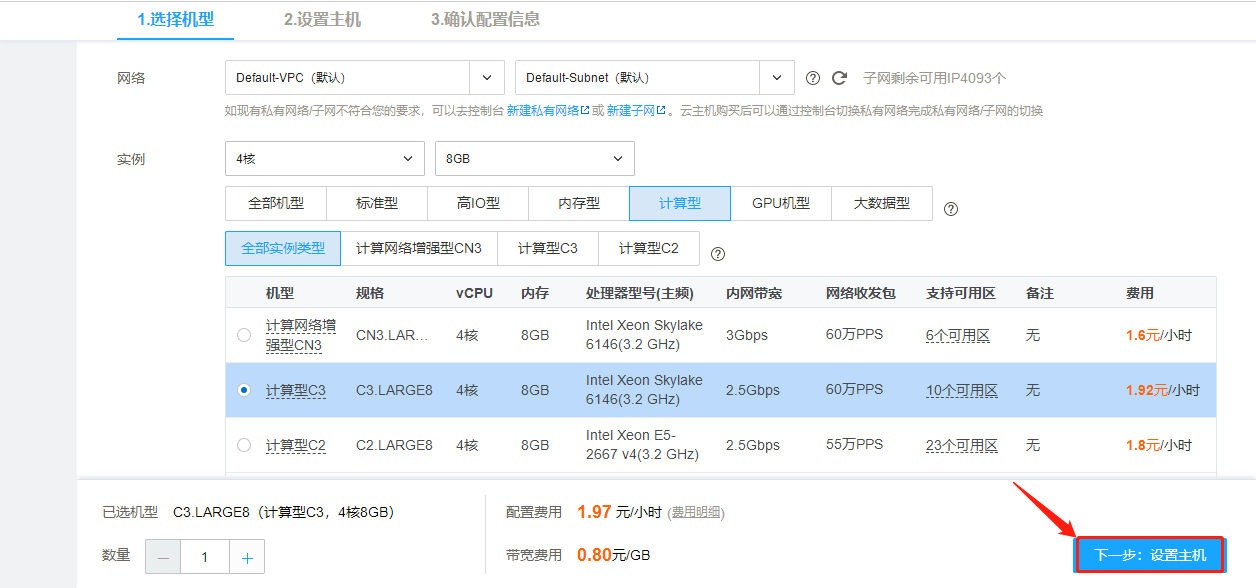 1.选择机型 2.设置主机 3.确认配置信息
网络 Default-VPC（默认） Default-Subnet（默认） 子网剩余可用IP4093个
如现有私有网络/子网不符合您的要求，可以去控制台 新建私有网络 或 新建子网 。云主机购买后可以通过控制台切换私有网络完成私有网络/子网的切换
实例 4核 8GB
全部机型 标准型 高IO型 内存型 计算型 GPU机型 大数据型
全部实例类型 计算网络增强型CN3 计算型C3 计算型C2
机型 规格 vCPU 内存 处理器型号(主频) 内网带宽 网络收发包 支持可用区 备注 费用
计算网络增 Intel Xeon Skylake
CN3.LAR... 4核 8GB 3Gbps 60万PPS 6个可用区 无 1.6元/小时
强型CN3 6146(3.2 GHz)
Intel Xeon Skylake
计算型C3 C3.LARGE8 4核 8GB 2.5Gbps 60万PPS 10个可用区 无 1.92元/小时
6146(3.2 GHz)
Intel Xeon E5-
计算型C2 C2.LARGE8 4核 8GB 2.5Gbps 55万PPS 23个可用区 无 1.8元/小时
2667 v4(3.2 GHz)
已选机型 C3.LARGE8（计算型C3，4核8GB） 配置费用 1.97 元/小时 (费用明细)
数量 － 1 + 带宽费用 0.80元/GB 下一步：设置主机